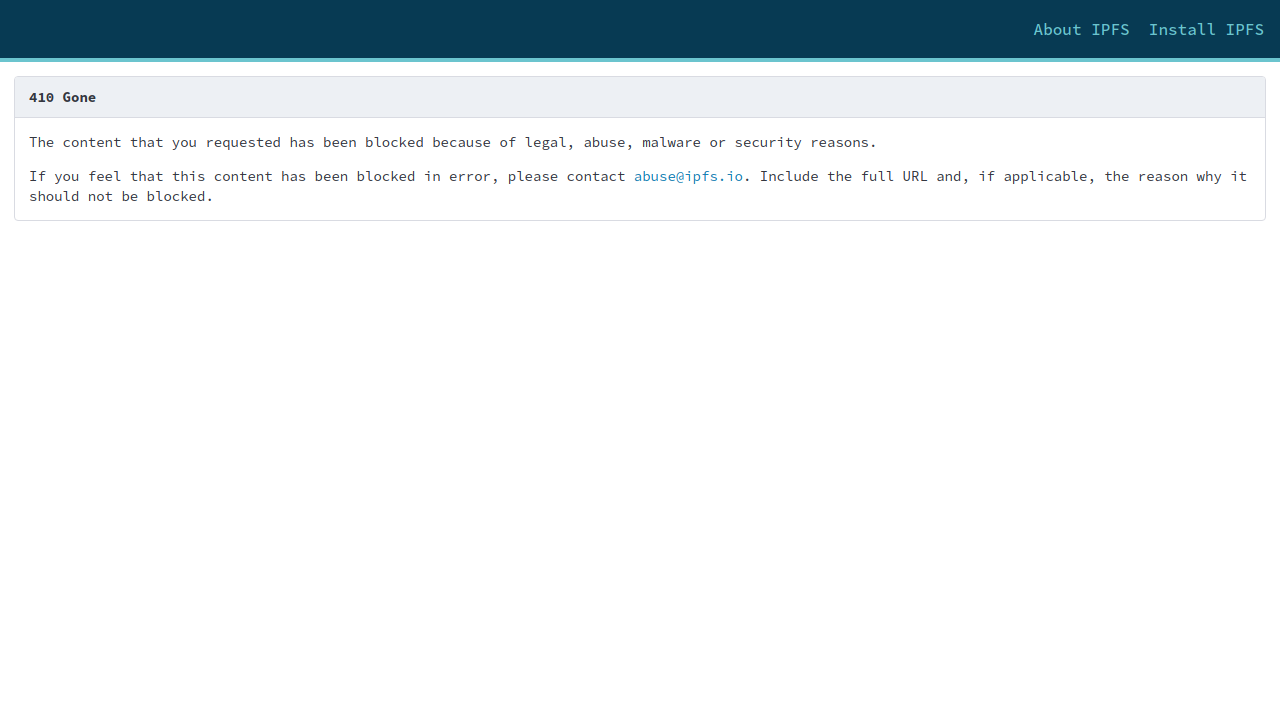 About IPFS Install IPFS
410 Gone
The content that you requested has been blocked because of legal, abuse, malware or security reasons.
If you feel that this content has been blocked in error, please contact abuse@ipfs.io. Include the full URL and, if applicable, the reason why it
should not be blocked.